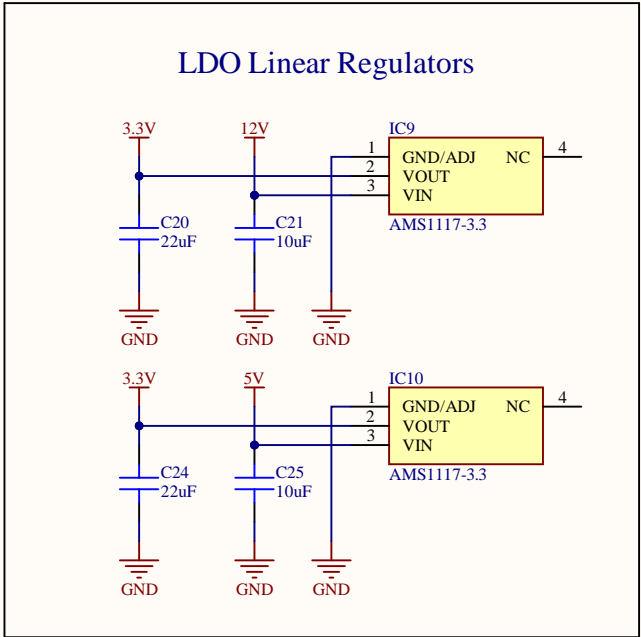 LDO Linear Regulators
3.3V
12V
IC9
1 GND/ADJ NC 4
2 VOUT
3 VIN
C20
22uF
C21
10uF
AMS1117-3.3
GND
GND
GND
3.3V
5V
IC10
1 GND/ADJ NC 4
2 VOUT
3 VIN
C24
22uF
C25
10uF
AMS1117-3.3
GND
GND
GND